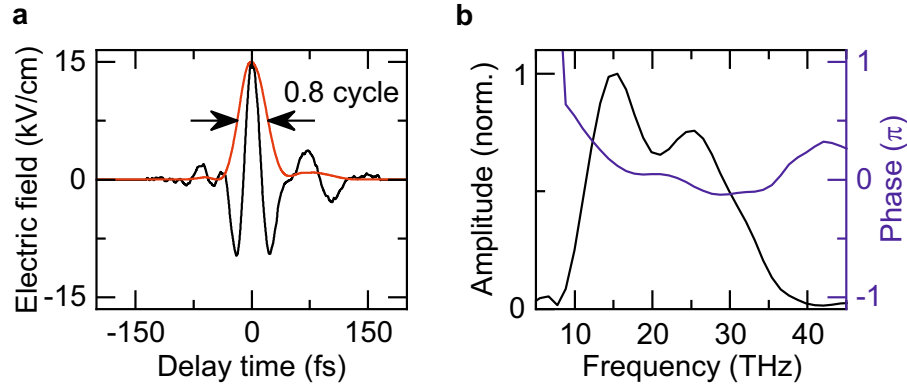 a
Electric field (kV/cm)
15
0
-15
0.8 cycle
-150
0
150
Delay time (fs)
b
Amplitude (norm.)
1
0
10
20
30
40
Frequency (THz)
1
0
-1
Phase (π)